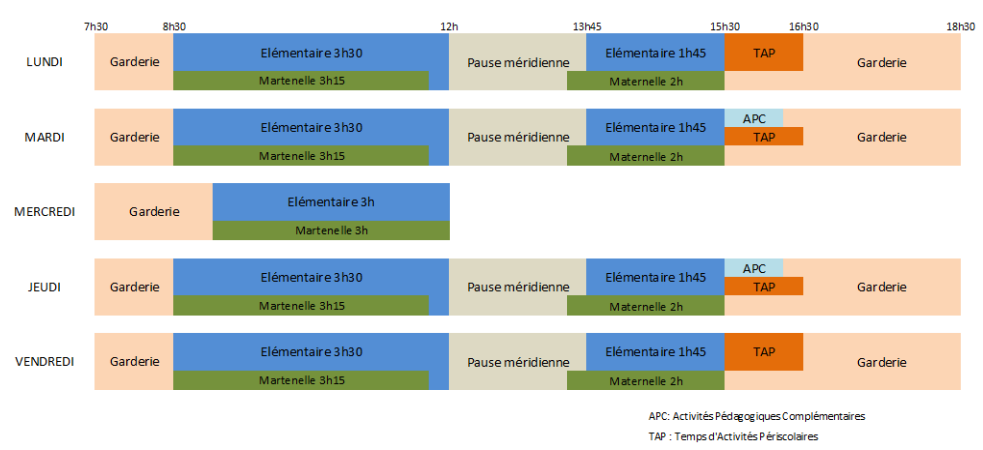 7h30 8h30 12h 13h45 15h30 16h30 18h30
LUNDI Garderie Elémentaire 3h30 Pause méridienne Elémentaire 1h45 TAP Garderie
Martenelle 3h15 Maternelle 2h
MARDI Garderie Elémentaire 3h30 Pause méridienne Elémentaire 1h45 APC Garderie
Martenelle 3h15 Maternelle 2h TAP
MERCREDI Garderie Elémentaire 3h
Martenelle 3h
JEUDI Garderie Elémentaire 3h30 Pause méridienne Elémentaire 1h45 APC Garderie
Martenelle 3h15 Maternelle 2h TAP
VENDREDI Garderie Elémentaire 3h30 Pause méridienne Elémentaire 1h45 TAP Garderie
Martenelle 3h15 Maternelle 2h
APC: Activités Pédagogiques Complémentaires
TAP : Temps d'Activités Périscolaires